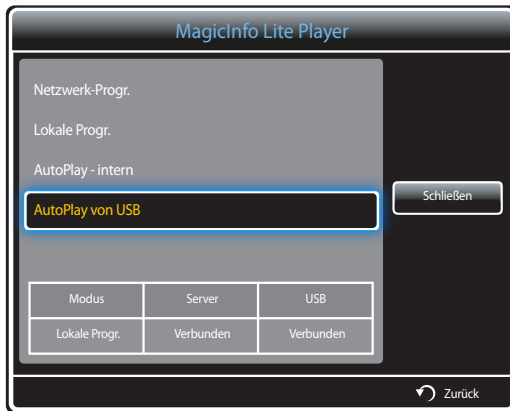 MagicInfo Lite Player
Netzwerk-Progr.
Lokale Progr.
AutoPlay - intern
AutoPlay von USB
Schließen
Modus Server USB
Lokale Progr. Verbunden Verbunden
Zurück